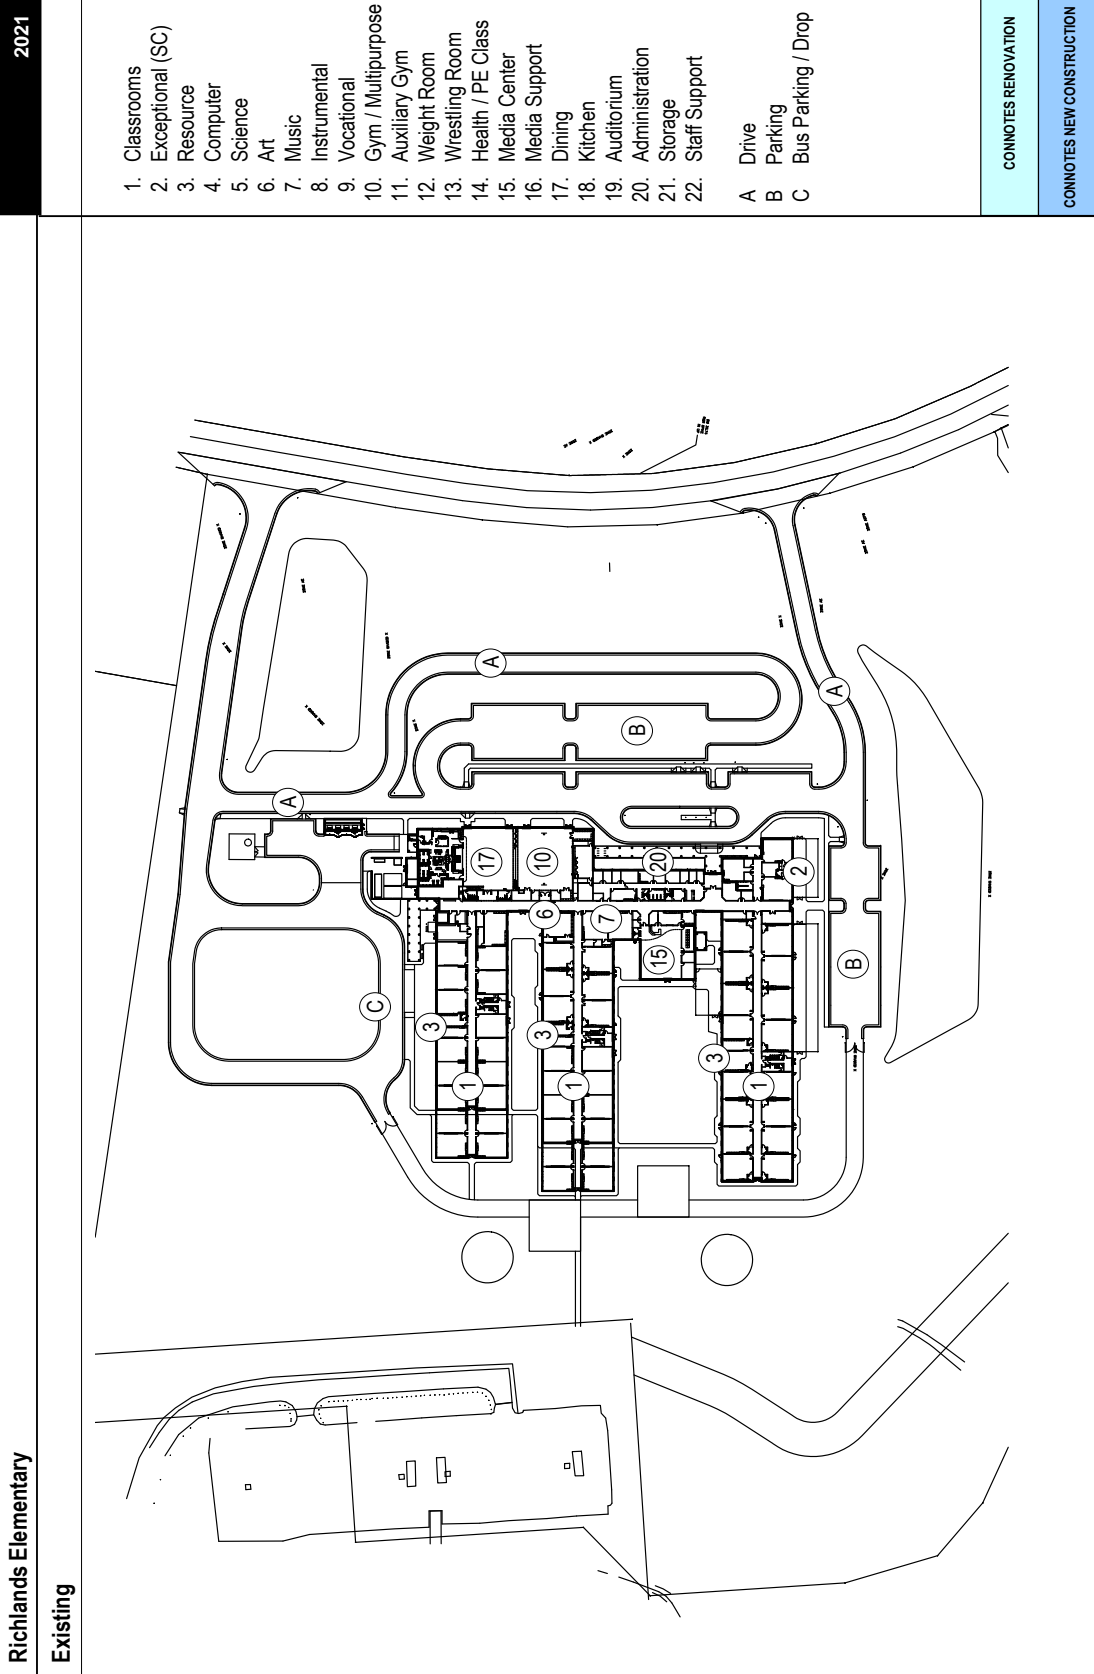 Richlands Elementary
2021
Existing
1. Classrooms
2. Exceptional (SC)
3. Resource
4. Computer
5. Science
6. Art
7. Music
8. Instrumental
9. Vocational
10. Gym / Multipurpose
11. Auxiliary Gym
12. Weight Room
13. Wrestling Room
14. Health / PE Class
15. Media Center
16. Media Support
17. Dining
18. Kitchen
19. Auditorium
20. Administration
21. Storage
22. Staff Support
A Drive
B Parking
C Bus Parking / Drop
CONNOTES RENOVATION
CONNOTES NEW CONSTRUCTION
A
A
A
B
B
C
17
10
20
2
6
7
15
3
3
3
1
1
1